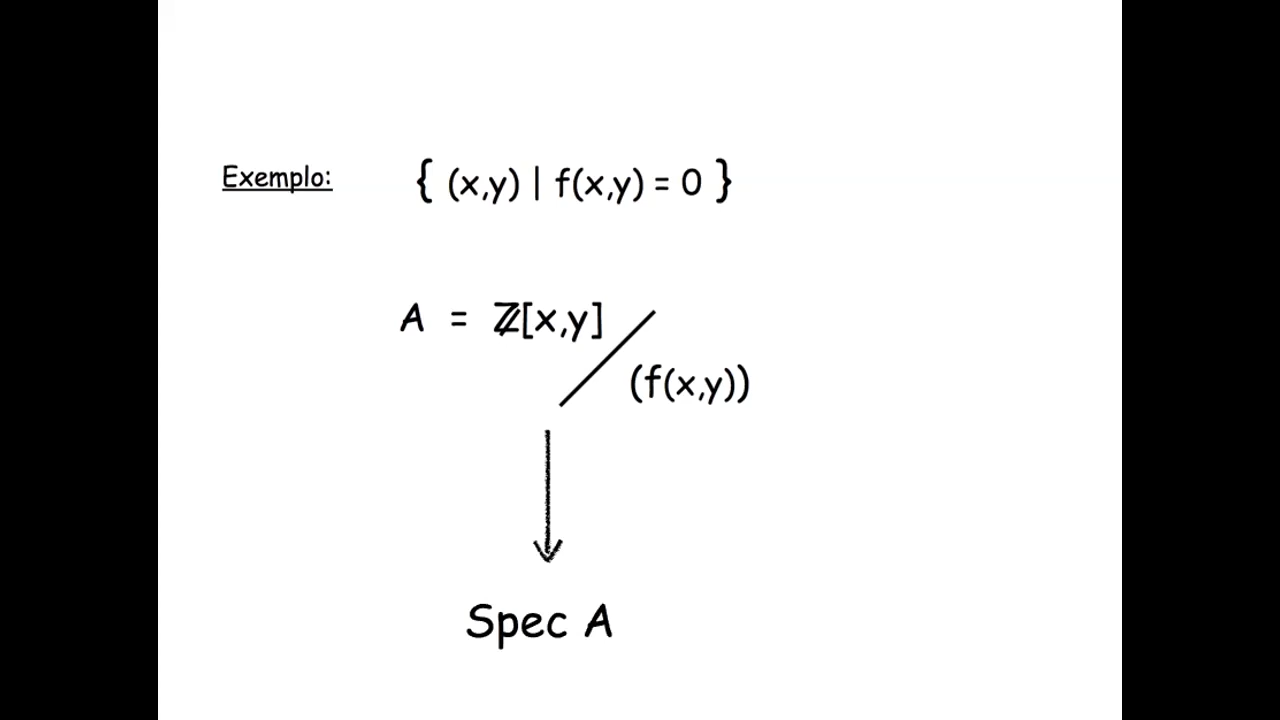 Exemplo: { (x,y) | f(x,y) = 0 }
A = ℤ[x,y]
(f(x,y))
Spec A